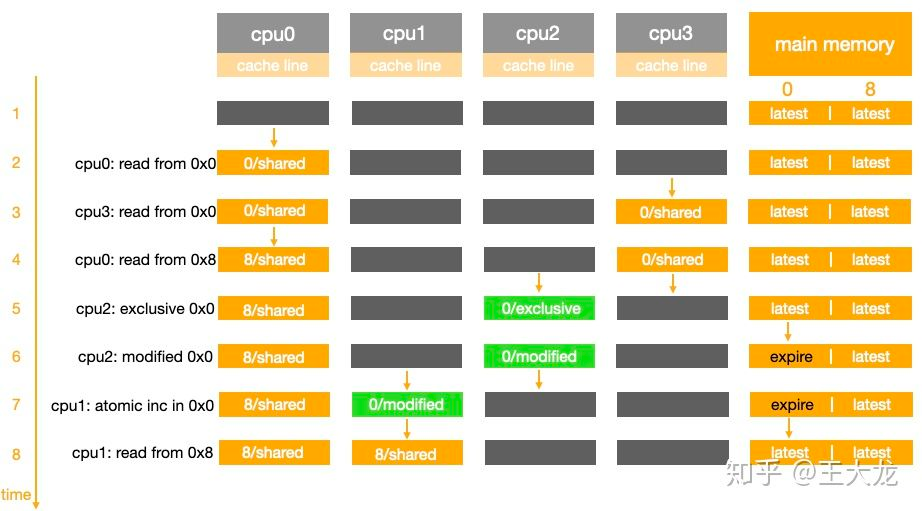 cpu0 cpu1 cpu2 cpu3 main memory
cache line cache line cache line cache line
0 8
1 latest | latest
2 cpu0: read from 0x0 0/shared latest | latest
3 cpu3: read from 0x0 0/shared 0/shared latest | latest
4 cpu0: read from 0x8 8/shared 0/shared latest | latest
5 cpu2: exclusive 0x0 8/shared 0/exclusive latest | latest
6 cpu2: modified 0x0 8/shared 0/modified expire | latest
7 cpu1: atomic inc in 0x0 8/shared 0/modified expire | latest
8 cpu1: read from 0x8 8/shared 8/shared latest | latest
time
知乎 @王大龙